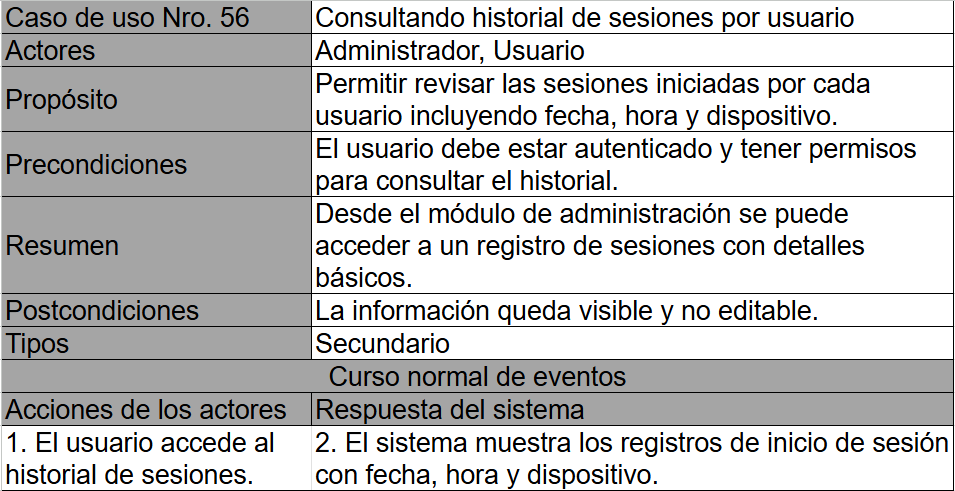 Caso de uso Nro. 56
Consultando historial de sesiones por usuario
Actores
Administrador, Usuario
Propósito
Permitir revisar las sesiones iniciadas por cada
usuario incluyendo fecha, hora y dispositivo.
Precondiciones
El usuario debe estar autenticado y tener permisos
para consultar el historial.
Resumen
Desde el módulo de administración se puede
acceder a un registro de sesiones con detalles
básicos.
Postcondiciones
La información queda visible y no editable.
Tipos
Secundario
Curso normal de eventos
Acciones de los actores
Respuesta del sistema
1. El usuario accede al
historial de sesiones.
2. El sistema muestra los registros de inicio de sesión
con fecha, hora y dispositivo.